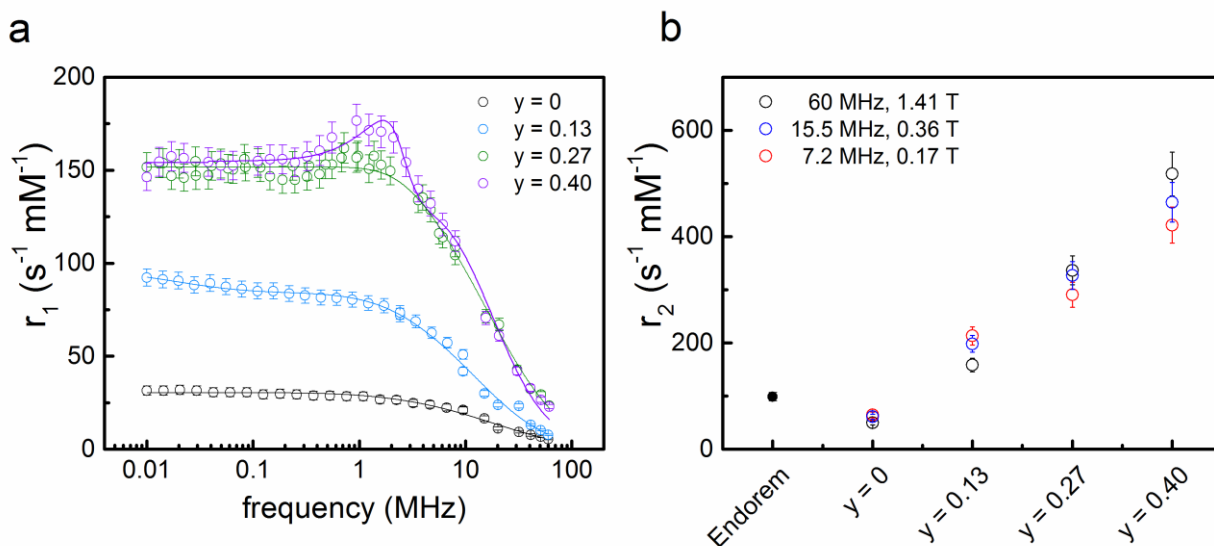 a
r₁ (s⁻¹ mM⁻¹)
200
150
100
50
0
0.01 0.1 1 10 100
frequency (MHz)
y = 0
y = 0.13
y = 0.27
y = 0.40
b
r₂ (s⁻¹ mM⁻¹)
600
400
200
0
60 MHz, 1.41 T
15.5 MHz, 0.36 T
7.2 MHz, 0.17 T
Endorem
y = 0
y = 0.13
y = 0.27
y = 0.40